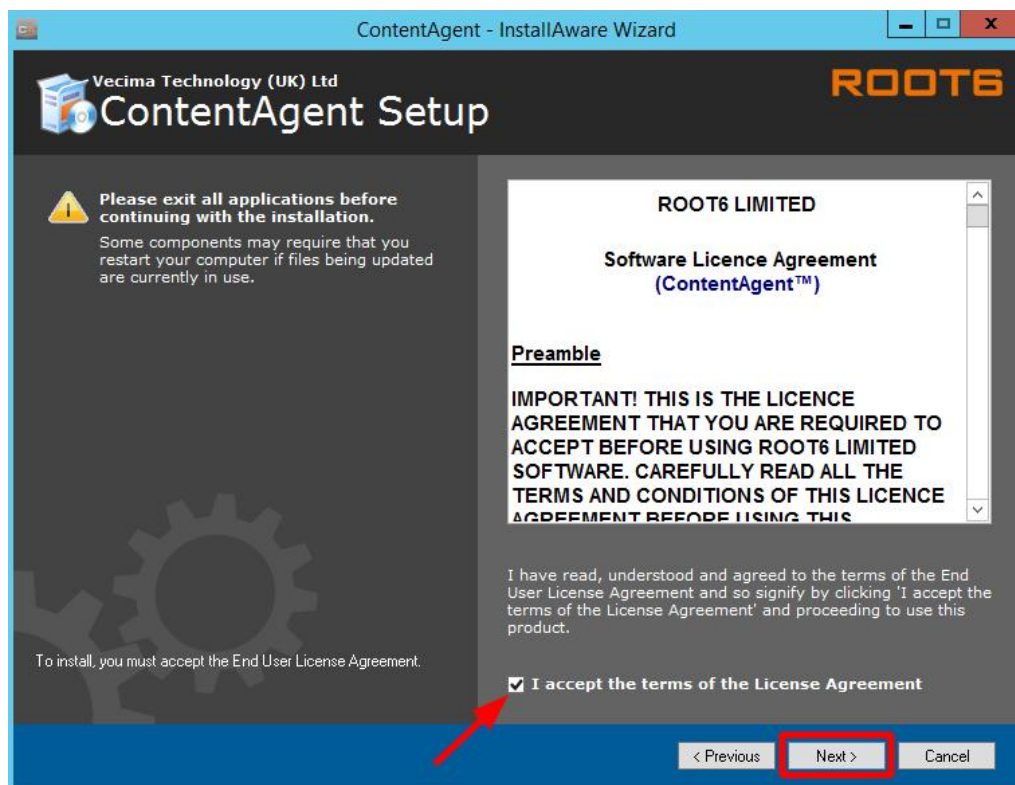 ContentAgent - InstallAware Wizard
Vecima Technology (UK) Ltd
ContentAgent Setup
ROOT6
Please exit all applications before
continuing with the installation.
Some components may require that you
restart your computer if files being updated
are currently in use.
To install, you must accept the End User License Agreement.
ROOT6 LIMITED
Software Licence Agreement
(ContentAgent™)
Preamble
IMPORTANT! THIS IS THE LICENCE
AGREEMENT THAT YOU ARE REQUIRED TO
ACCEPT BEFORE USING ROOT6 LIMITED
SOFTWARE. CAREFULLY READ ALL THE
TERMS AND CONDITIONS OF THIS LICENCE
AGREEMENT BEFORE USING THIS
I have read, understood and agreed to the terms of the End
User License Agreement and so signify by clicking 'I accept the
terms of the License Agreement' and proceeding to use this
product.
I accept the terms of the License Agreement
< Previous
Next >
Cancel